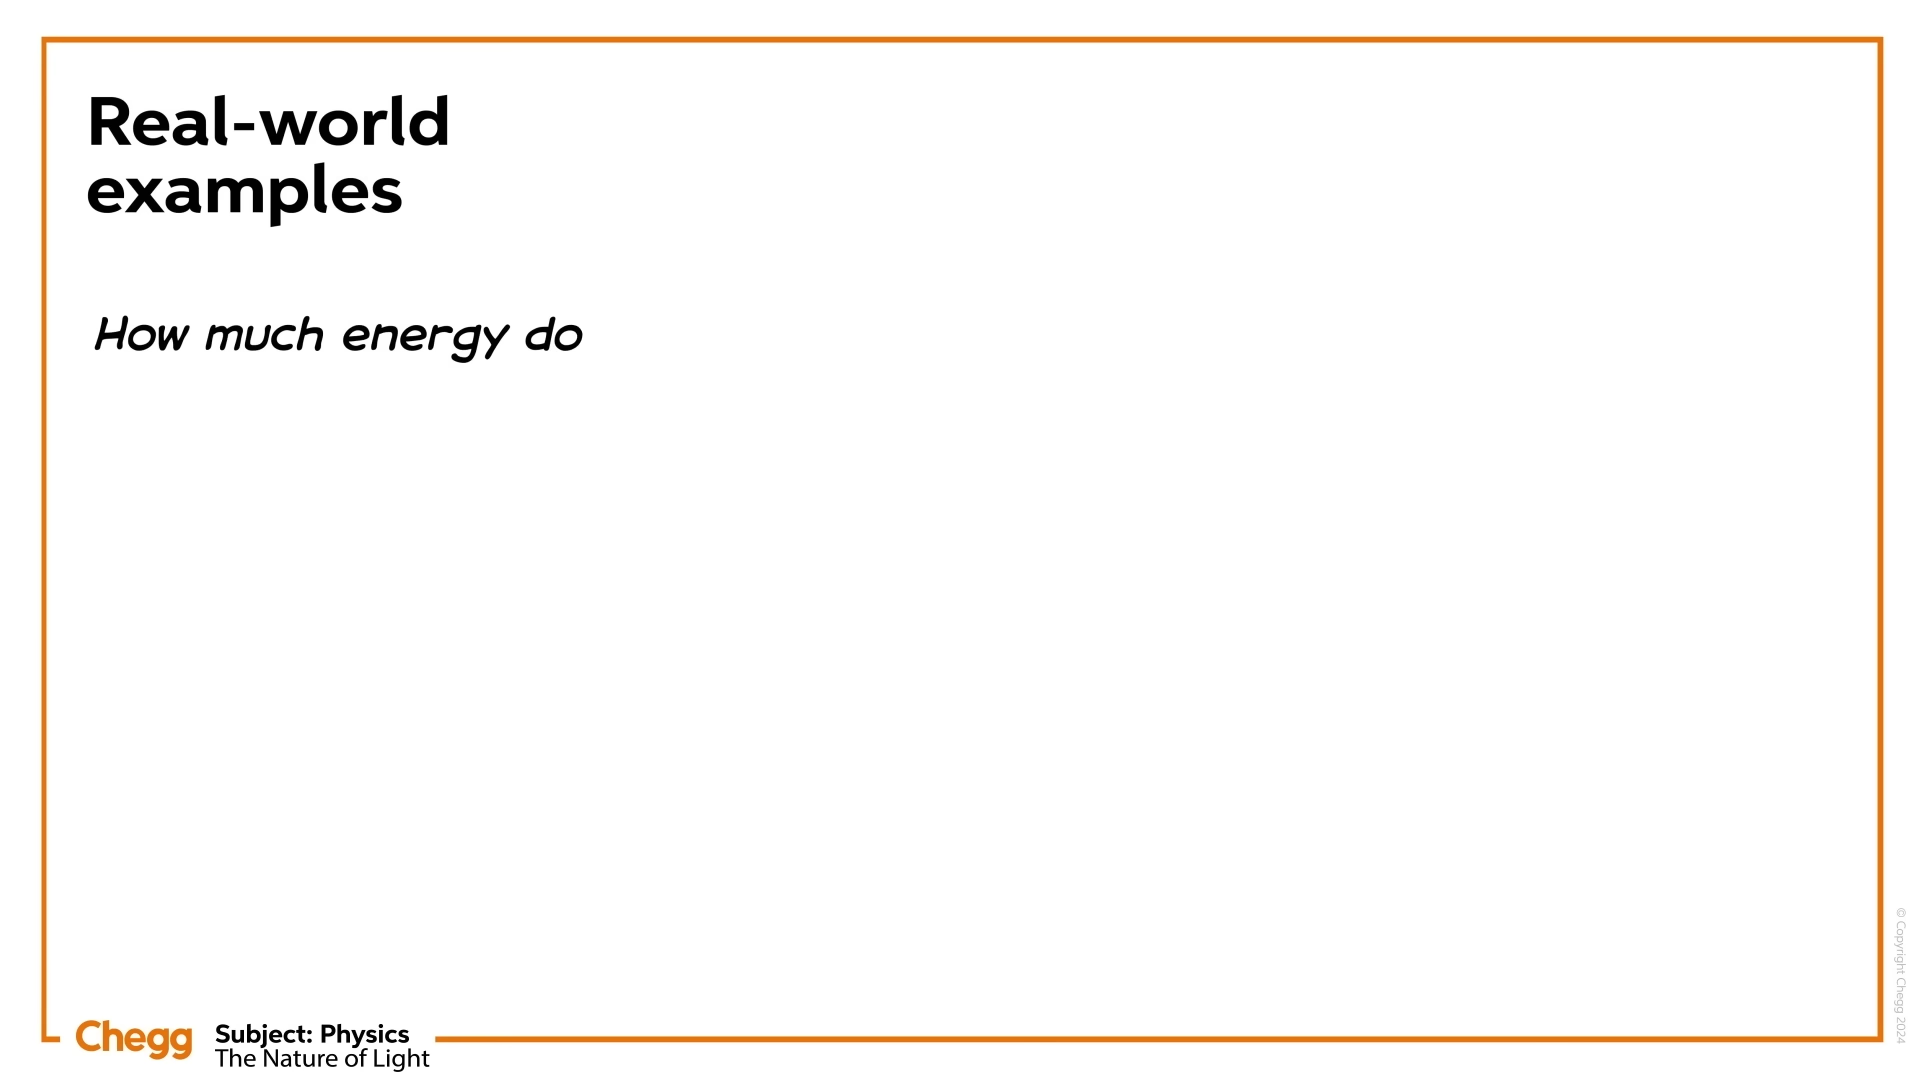 Real-world
examples
How much energy do
Chegg
Subject: Physics
The Nature of Light
© Copyright Chegg 2024